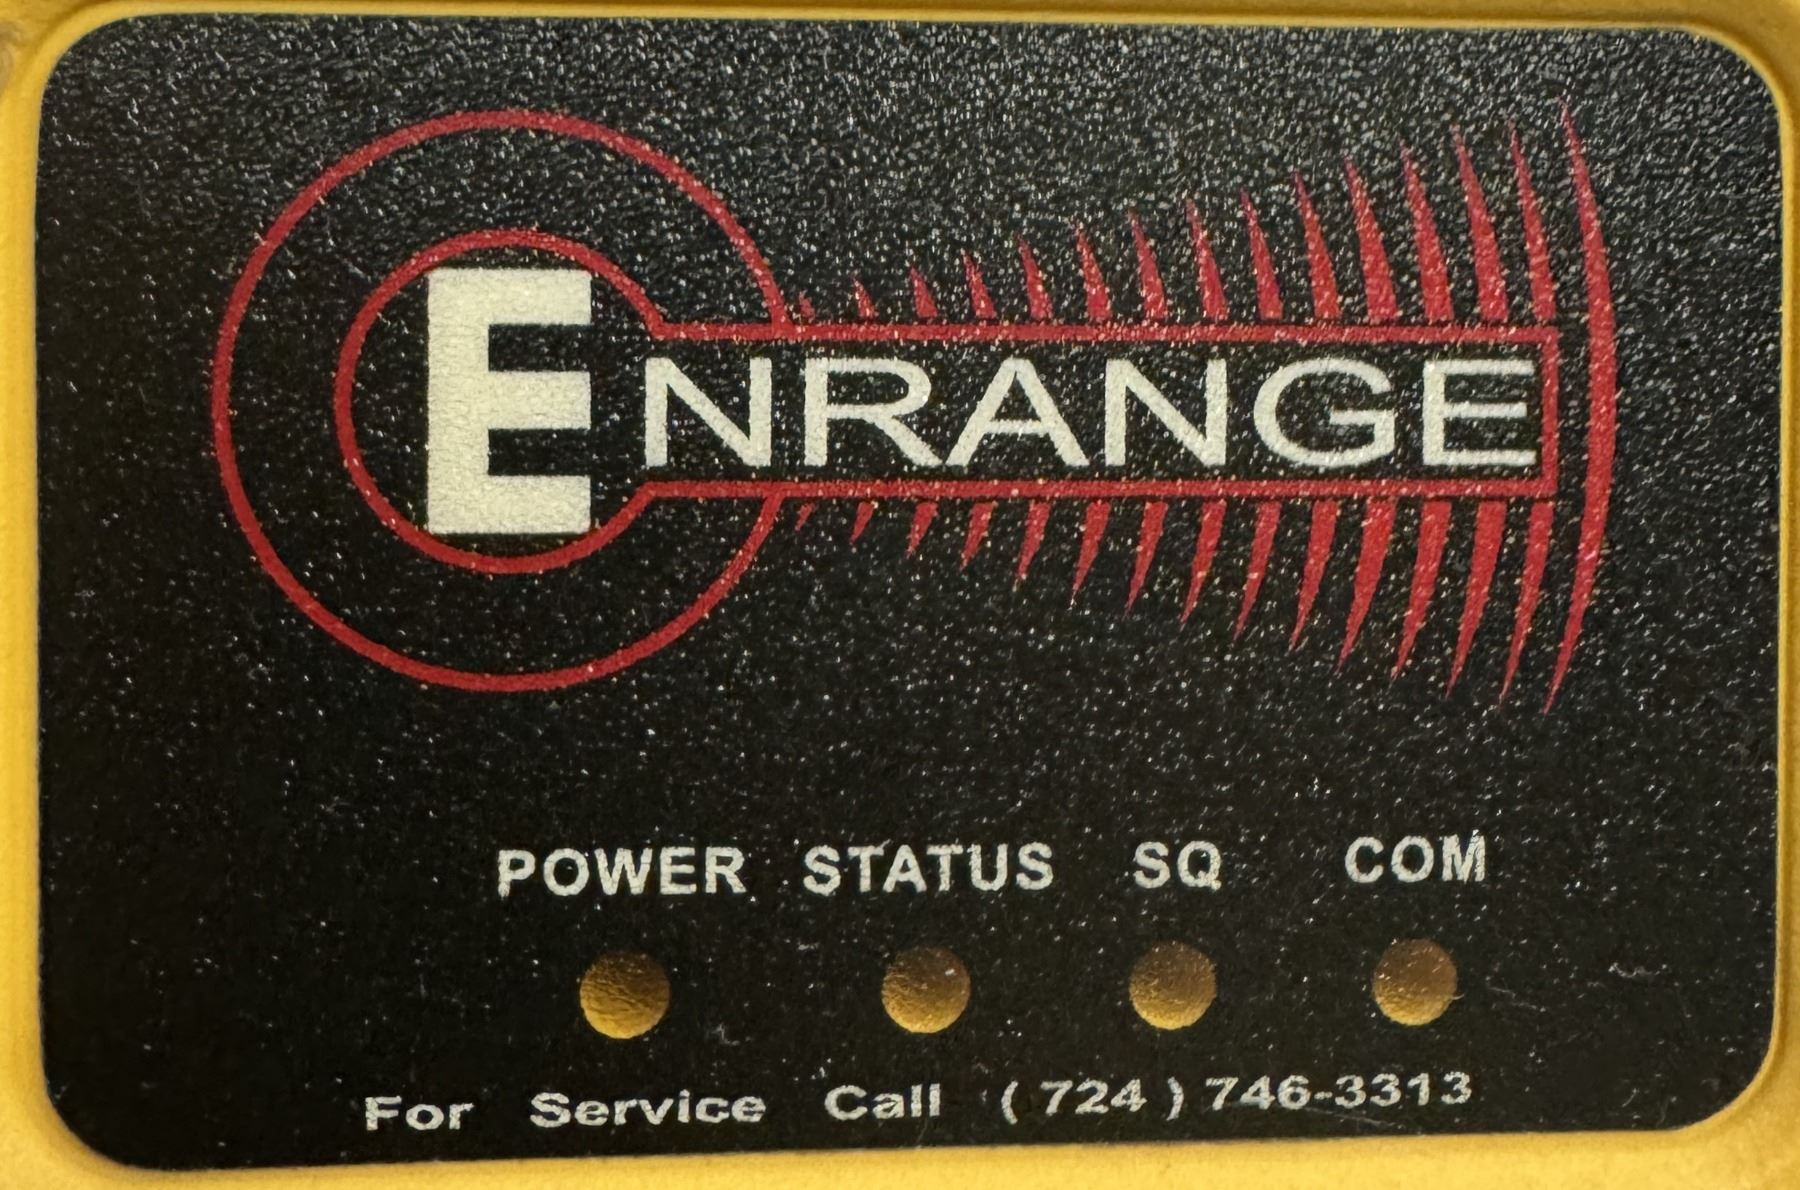 ENRANGE
POWER STATUS SQ COM
For Service Call ( 724 ) 746-3313